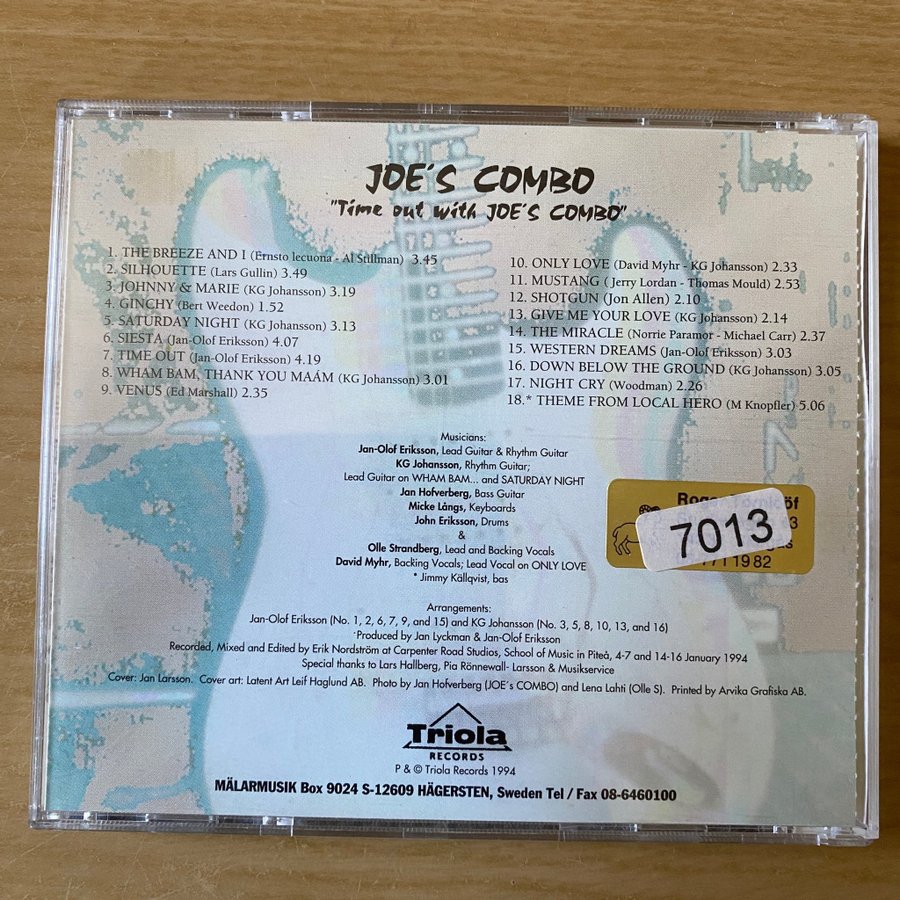 JOE´S COMBO
"Time out with JOE´S COMBO"
1. THE BREEZE AND I (Ernsto lecuona - Al Stillman) 3.45
2. SILHOUETTE (Lars Gullin) 3.49
3. JOHNNY & MARIE (KG Johansson) 3.19
4. GINCHY (Bert Weedon) 1.52
5. SATURDAY NIGHT (KG Johansson) 3.13
6. SIESTA (Jan-Olof Eriksson) 4.07
7. TIME OUT (Jan-Olof Eriksson) 4.19
8. WHAM BAM, THANK YOU MAÁM (KG Johansson) 3.01
9. VENUS (Ed Marshall) 2.35
10. ONLY LOVE (David Myhr - KG Johansson) 2.33
11. MUSTANG ( Jerry Lordan - Thomas Mould) 2.53
12. SHOTGUN (Jon Allen) 2.10
13. GIVE ME YOUR LOVE (KG Johansson) 2.14
14. THE MIRACLE (Norrie Paramor - Michael Carr) 2.37
15. WESTERN DREAMS (Jan-Olof Eriksson) 3.03
16. DOWN BELOW THE GROUND (KG Johansson) 3.05
17. NIGHT CRY (Woodman) 2.26
18.* THEME FROM LOCAL HERO (M Knopfler) 5.06
Musicians:
Jan-Olof Eriksson, Lead Guitar & Rhythm Guitar
KG Johansson, Rhythm Guitar;
Lead Guitar on WHAM BAM... and SATURDAY NIGHT
Jan Hofverberg, Bass Guitar
Micke Långs, Keyboards
John Eriksson, Drums
&
Olle Strandberg, Lead and Backing Vocals
David Myhr, Backing Vocals; Lead Vocal on ONLY LOVE
* Jimmy Källqvist, bas
7013
1982
Arrangements:
Jan-Olof Eriksson (No. 1, 2, 6, 7, 9, and 15) and KG Johansson (No. 3, 5, 8, 10, 13, and 16)
Produced by Jan Lyckman & Jan-Olof Eriksson
Recorded, Mixed and Edited by Erik Nordström at Carpenter Road Studios, School of Music in Piteå, 4-7 and 14-16 January 1994
Special thanks to Lars Hallberg, Pia Rönnewall- Larsson & Musikservice
Cover: Jan Larsson. Cover art: Latent Art Leif Haglund AB. Photo by Jan Hofverberg (JOE´s COMBO) and Lena Lahti (Olle S). Printed by Arvika Grafiska AB.
Triola
RECORDS
P & © Triola Records 1994
MÄLARMUSIK Box 9024 S-12609 HÄGERSTEN, Sweden Tel / Fax 08-6460100